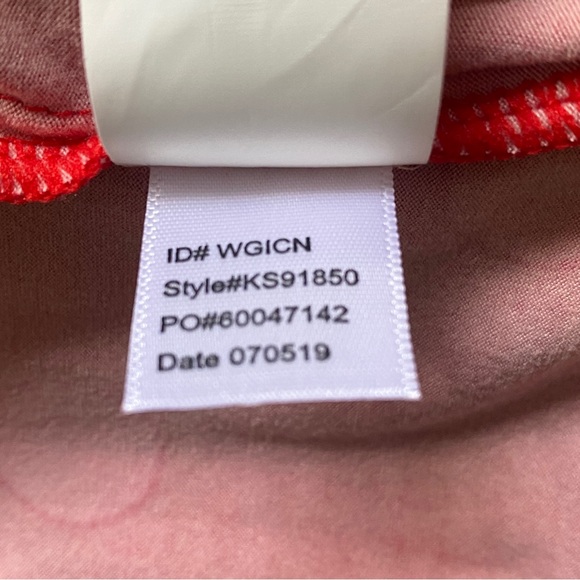 ID# WGICN
Style#KS91850
PO#60047142
Date 070519